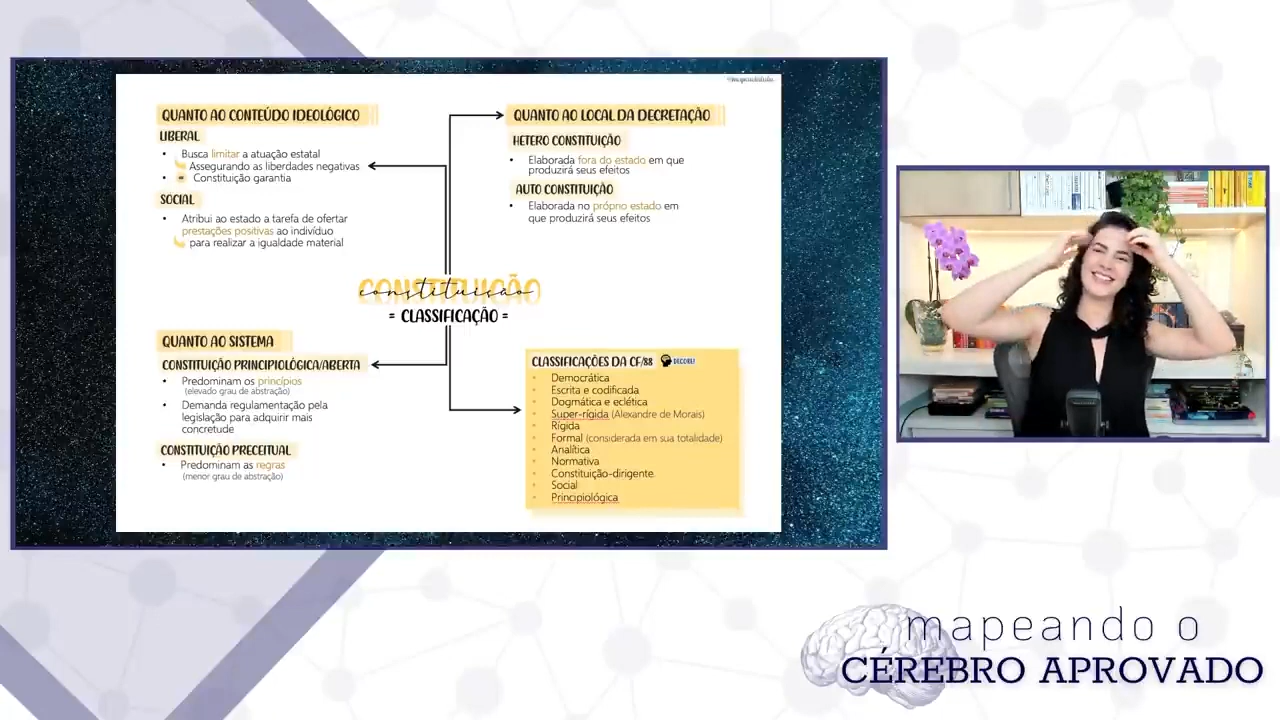 QUANTO AO CONTEÚDO IDEOLÓGICO
LIBERAL
• Busca limitar a atuação estatal
Assegurando as liberdades negativas
• = Constituição garantia
SOCIAL
• Atribui ao estado a tarefa de ofertar
prestações positivas ao indivíduo
para realizar a igualdade material
QUANTO AO LOCAL DA DECRETAÇÃO
HETERO CONSTITUIÇÃO
• Elaborada fora do estado em que
produzirá seus efeitos
AUTO CONSTITUIÇÃO
• Elaborada no próprio estado em
que produzirá seus efeitos
CONSTITUIÇÃO
constituição
= CLASSIFICAÇÃO =
QUANTO AO SISTEMA
CONSTITUIÇÃO PRINCIPIOLÓGICA/ABERTA
• Predominam os princípios
(elevado grau de abstração)
• Demanda regulamentação pela
legislação para adquirir mais
concretude
CONSTITUIÇÃO PRECEITUAL
• Predominam as regras
(menor grau de abstração)
CLASSIFICAÇÕES DA CF/88 DECORE!
• Democrática
• Escrita e codificada
• Dogmática e eclética
• Super-rígida (Alexandre de Morais)
• Rígida
• Formal (considerada em sua totalidade)
• Analítica
• Normativa
• Constituição-dirigente
• Social
• Principiológica
mapeando o
CÉREBRO APROVADO